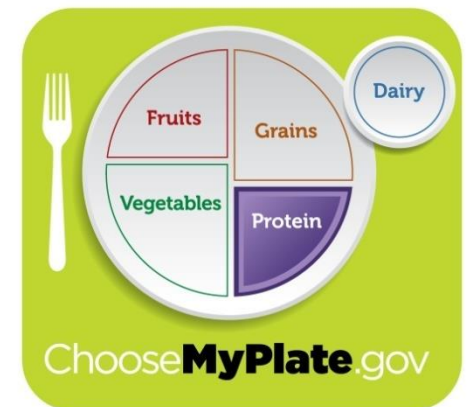 Dairy
Fruits
Grains
Vegetables
Protein
ChooseMyPlate.gov